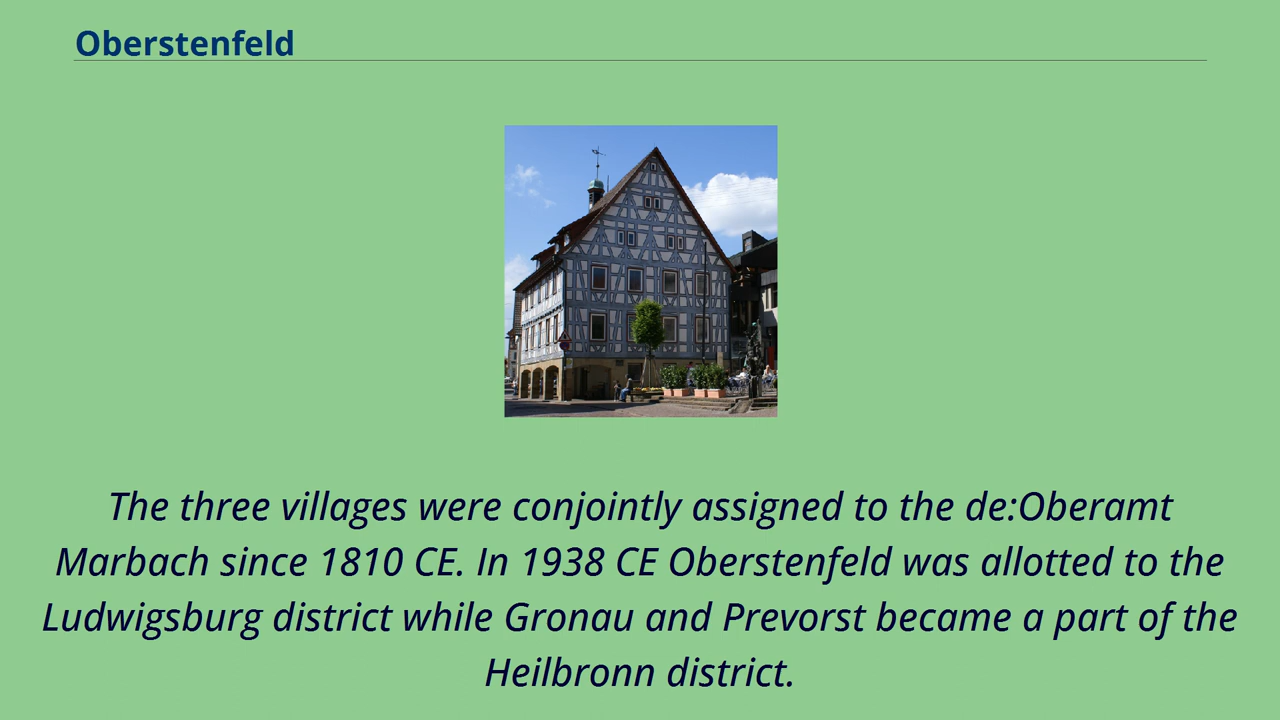 Oberstenfeld
The three villages were conjointly assigned to the de:Oberamt
Marbach since 1810 CE. In 1938 CE Oberstenfeld was allotted to the
Ludwigsburg district while Gronau and Prevorst became a part of the
Heilbronn district.